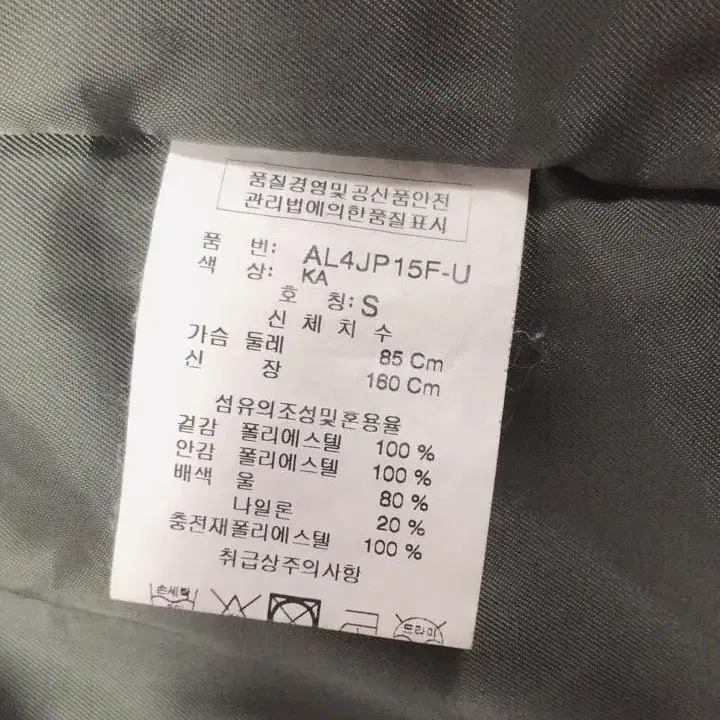 품질경영및공산품안전
관리법에의한품질표시
품 번: AL4JP15F-U
색 상: KA
호 칭: S
신 체 치 수
가슴 둘레 85 Cm
신 장 160 Cm
섬유의조성및혼용율
겉감 폴리에스텔 100 %
안감 폴리에스텔 100 %
배색 울 80 %
나일론 20 %
충전재폴리에스텔 100 %
취급상주의사항
손세탁
드라이